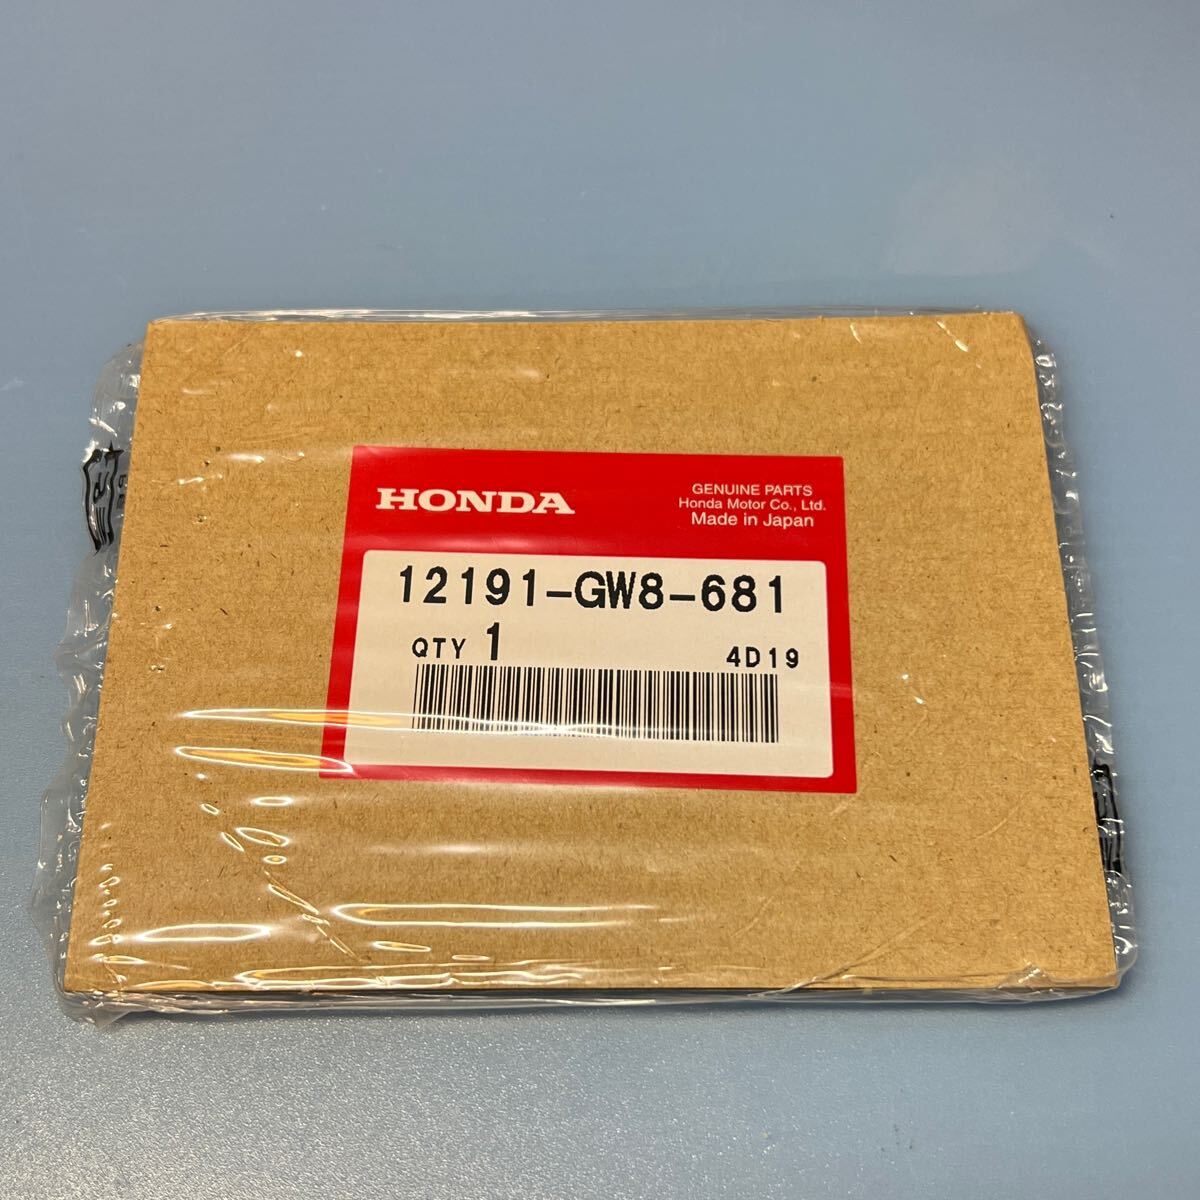 HONDA
GENUINE PARTS
Honda Motor Co., Ltd.
Made in Japan
12191-GW8-681
QTY 1
4D19